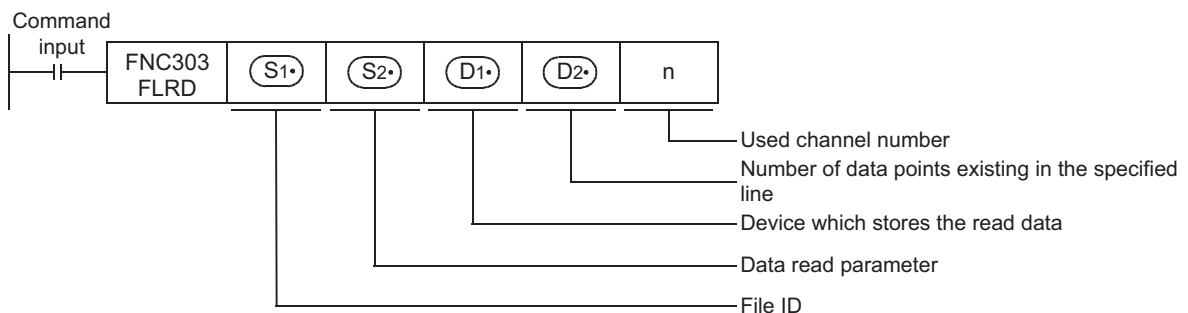 Command
input
FNC303
FLRD
S1•
S2•
D1•
D2•
n
Used channel number
Number of data points existing in the specified
line
Device which stores the read data
Data read parameter
File ID